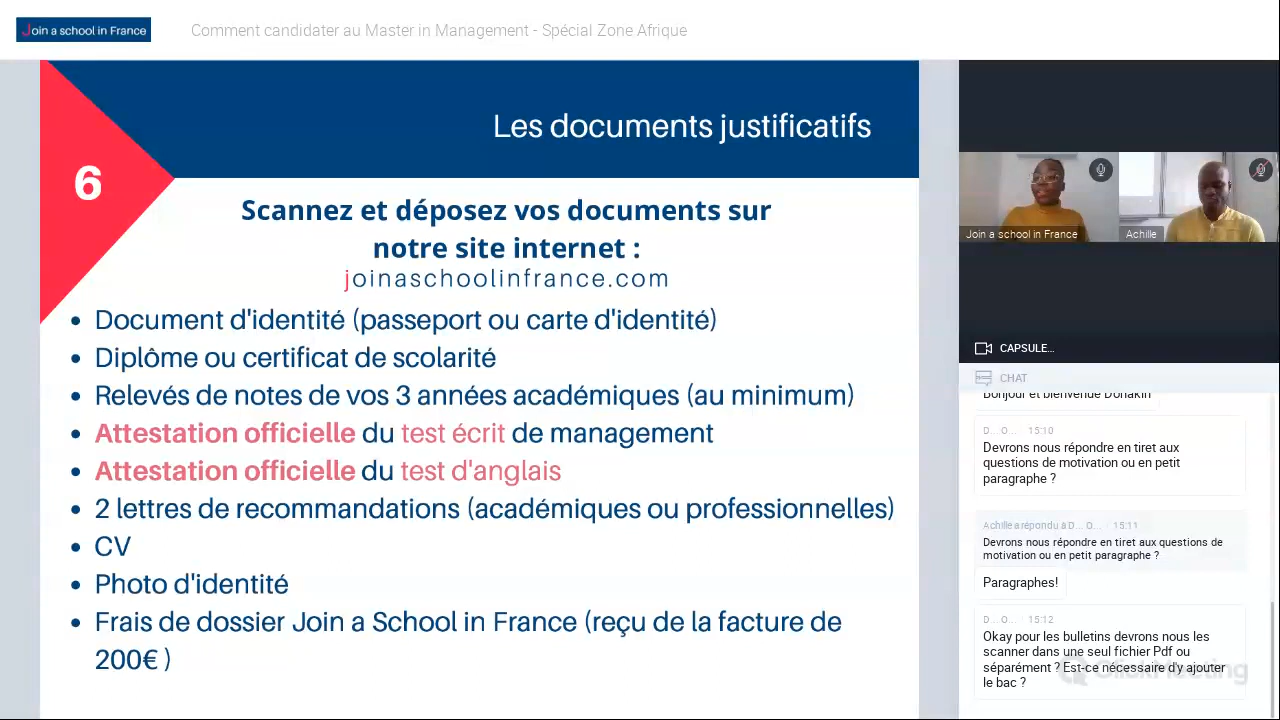 Join a school in France
Comment candidater au Master in Management - Spécial Zone Afrique
Les documents justificatifs
6
Scannez et déposez vos documents sur
notre site internet :
joinaschoolinfrance.com
• Document d'identité (passeport ou carte d'identité)
• Diplôme ou certificat de scolarité
• Relevés de notes de vos 3 années académiques (au minimum)
• Attestation officielle du test écrit de management
• Attestation officielle du test d'anglais
• 2 lettres de recommandations (académiques ou professionnelles)
• CV
• Photo d'identité
• Frais de dossier Join a School in France (reçu de la facture de
200€ )
Join a school in France
Achille
CAPSULE...
CHAT
Bonjour et bienvenue Donakin
D... O... 15:10
Devrons nous répondre en tiret aux
questions de motivation ou en petit
paragraphe ?
Achille a répondu à D... O... 15:11
Devrons nous répondre en tiret aux questions de
motivation ou en petit paragraphe ?
Paragraphes!
D... O... 15:12
Okay pour les bulletins devrons nous les
scanner dans une seul fichier Pdf ou
séparément ? Est-ce nécessaire d'y ajouter
le bac ?
ClickMeeting